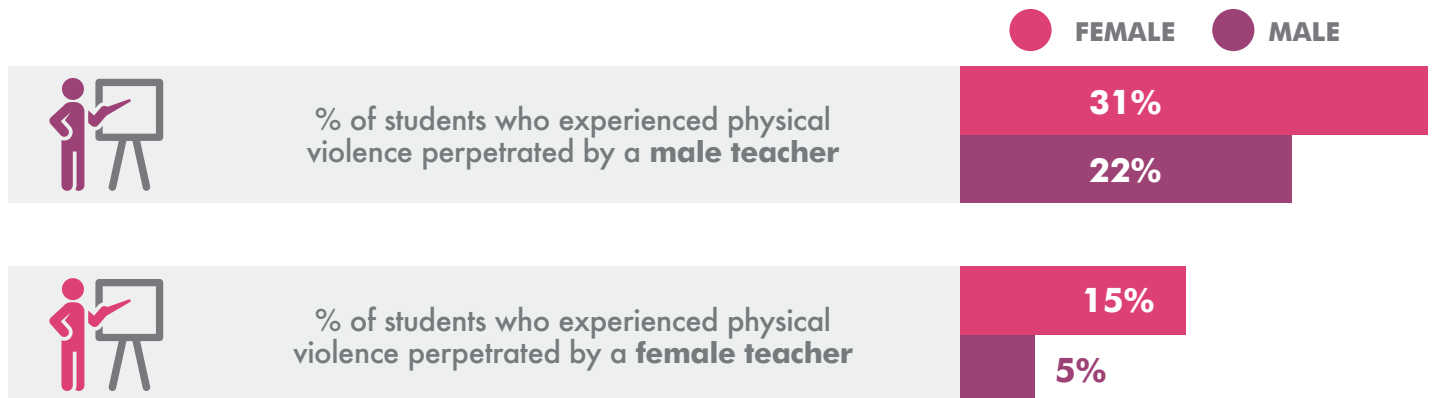 FEMALE MALE
% of students who experienced physical
violence perpetrated by a male teacher
31%
22%
% of students who experienced physical
violence perpetrated by a female teacher
15%
5%